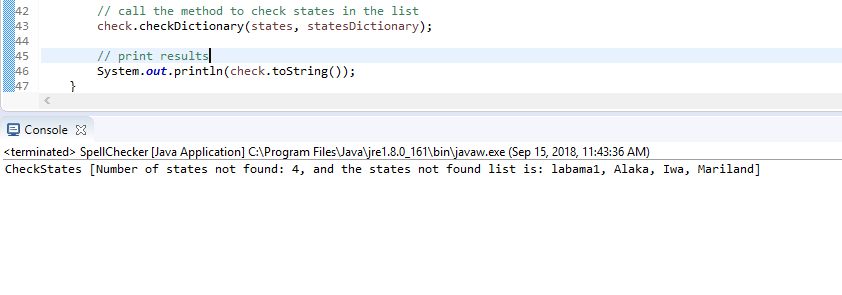 42 // call the method to check states in the list
43 check.checkDictionary(states, statesDictionary);
44
45 // print results
46 System.out.println(check.toString());
47 }
Console
<terminated> SpellChecker [Java Application] C:\Program Files\Java\jre1.8.0_161\bin\javaw.exe (Sep 15, 2018, 11:43:36 AM)
CheckStates [Number of states not found: 4, and the states not found list is: labama1, Alaka, Iwa, Mariland]